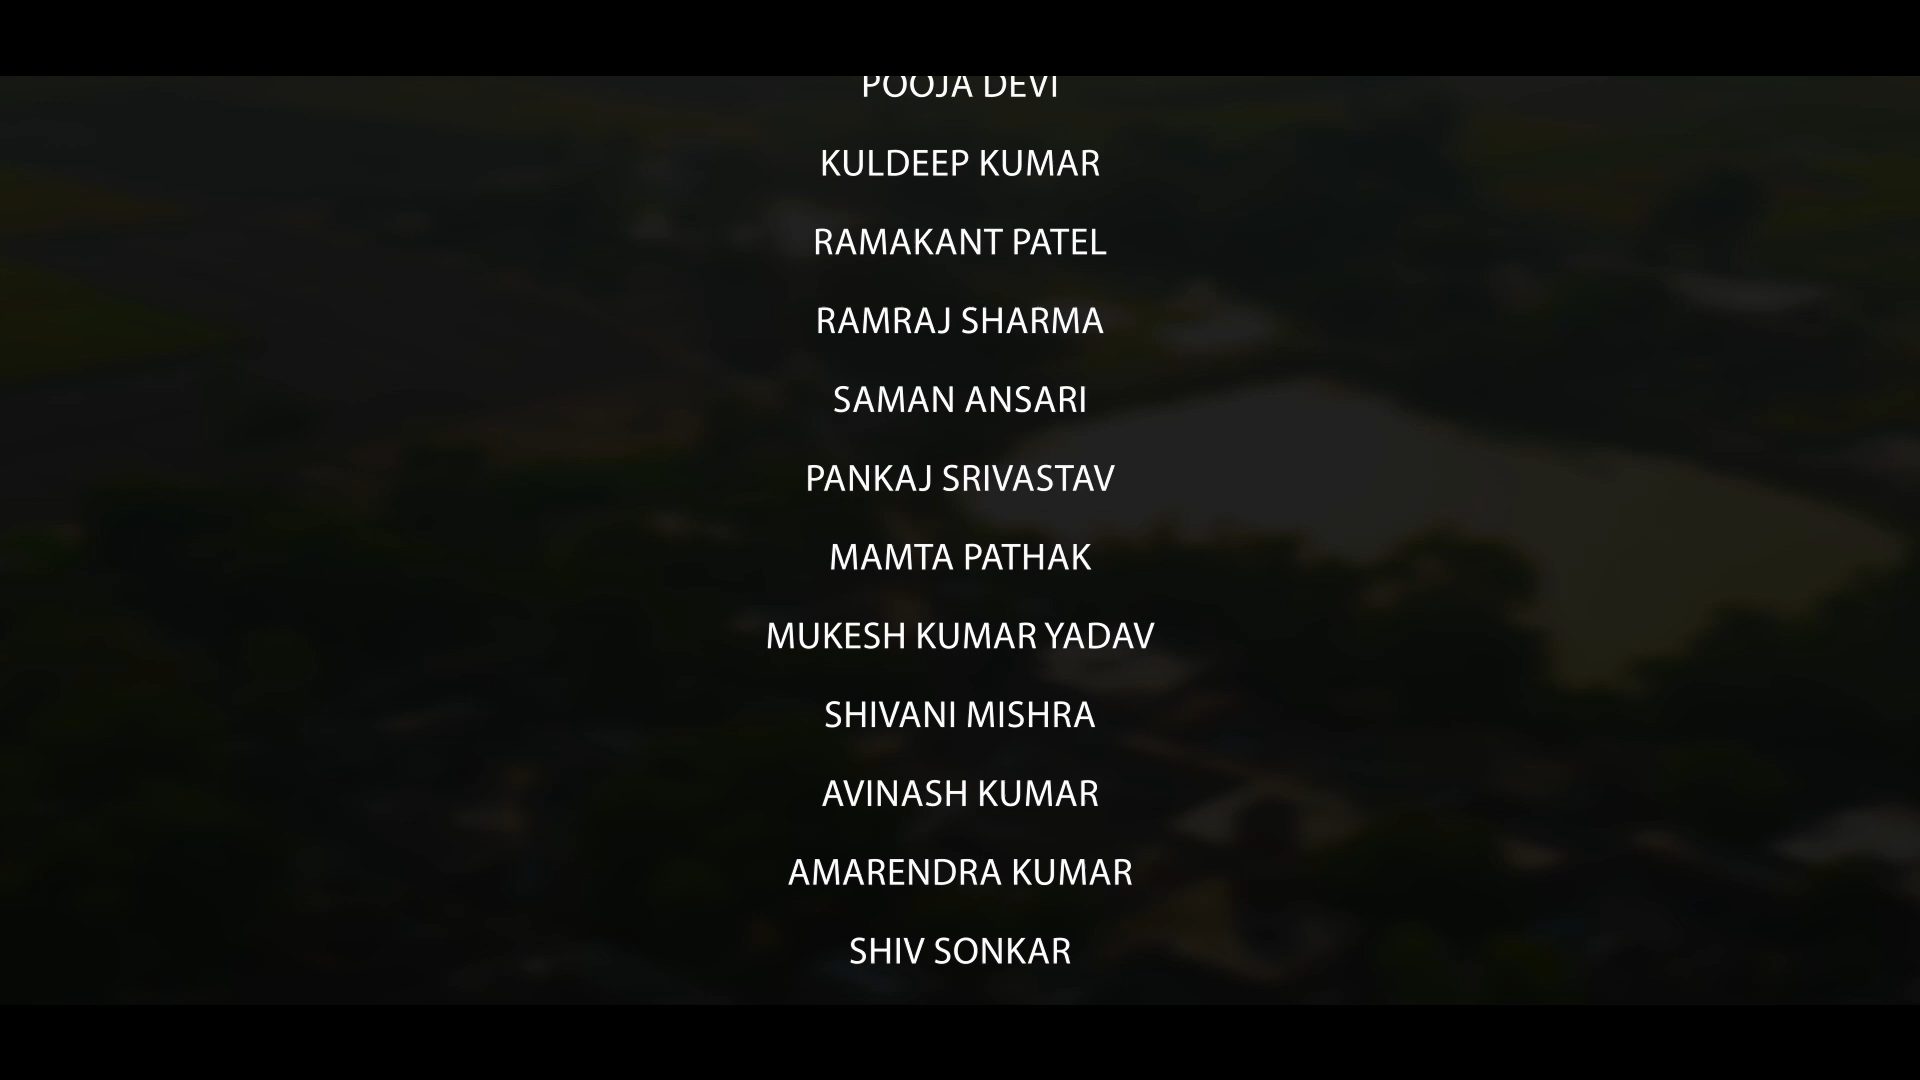 POOJA DEVI
KULDEEP KUMAR
RAMAKANT PATEL
RAMRAJ SHARMA
SAMAN ANSARI
PANKAJ SRIVASTAV
MAMTA PATHAK
MUKESH KUMAR YADAV
SHIVANI MISHRA
AVINASH KUMAR
AMARENDRA KUMAR
SHIV SONKAR